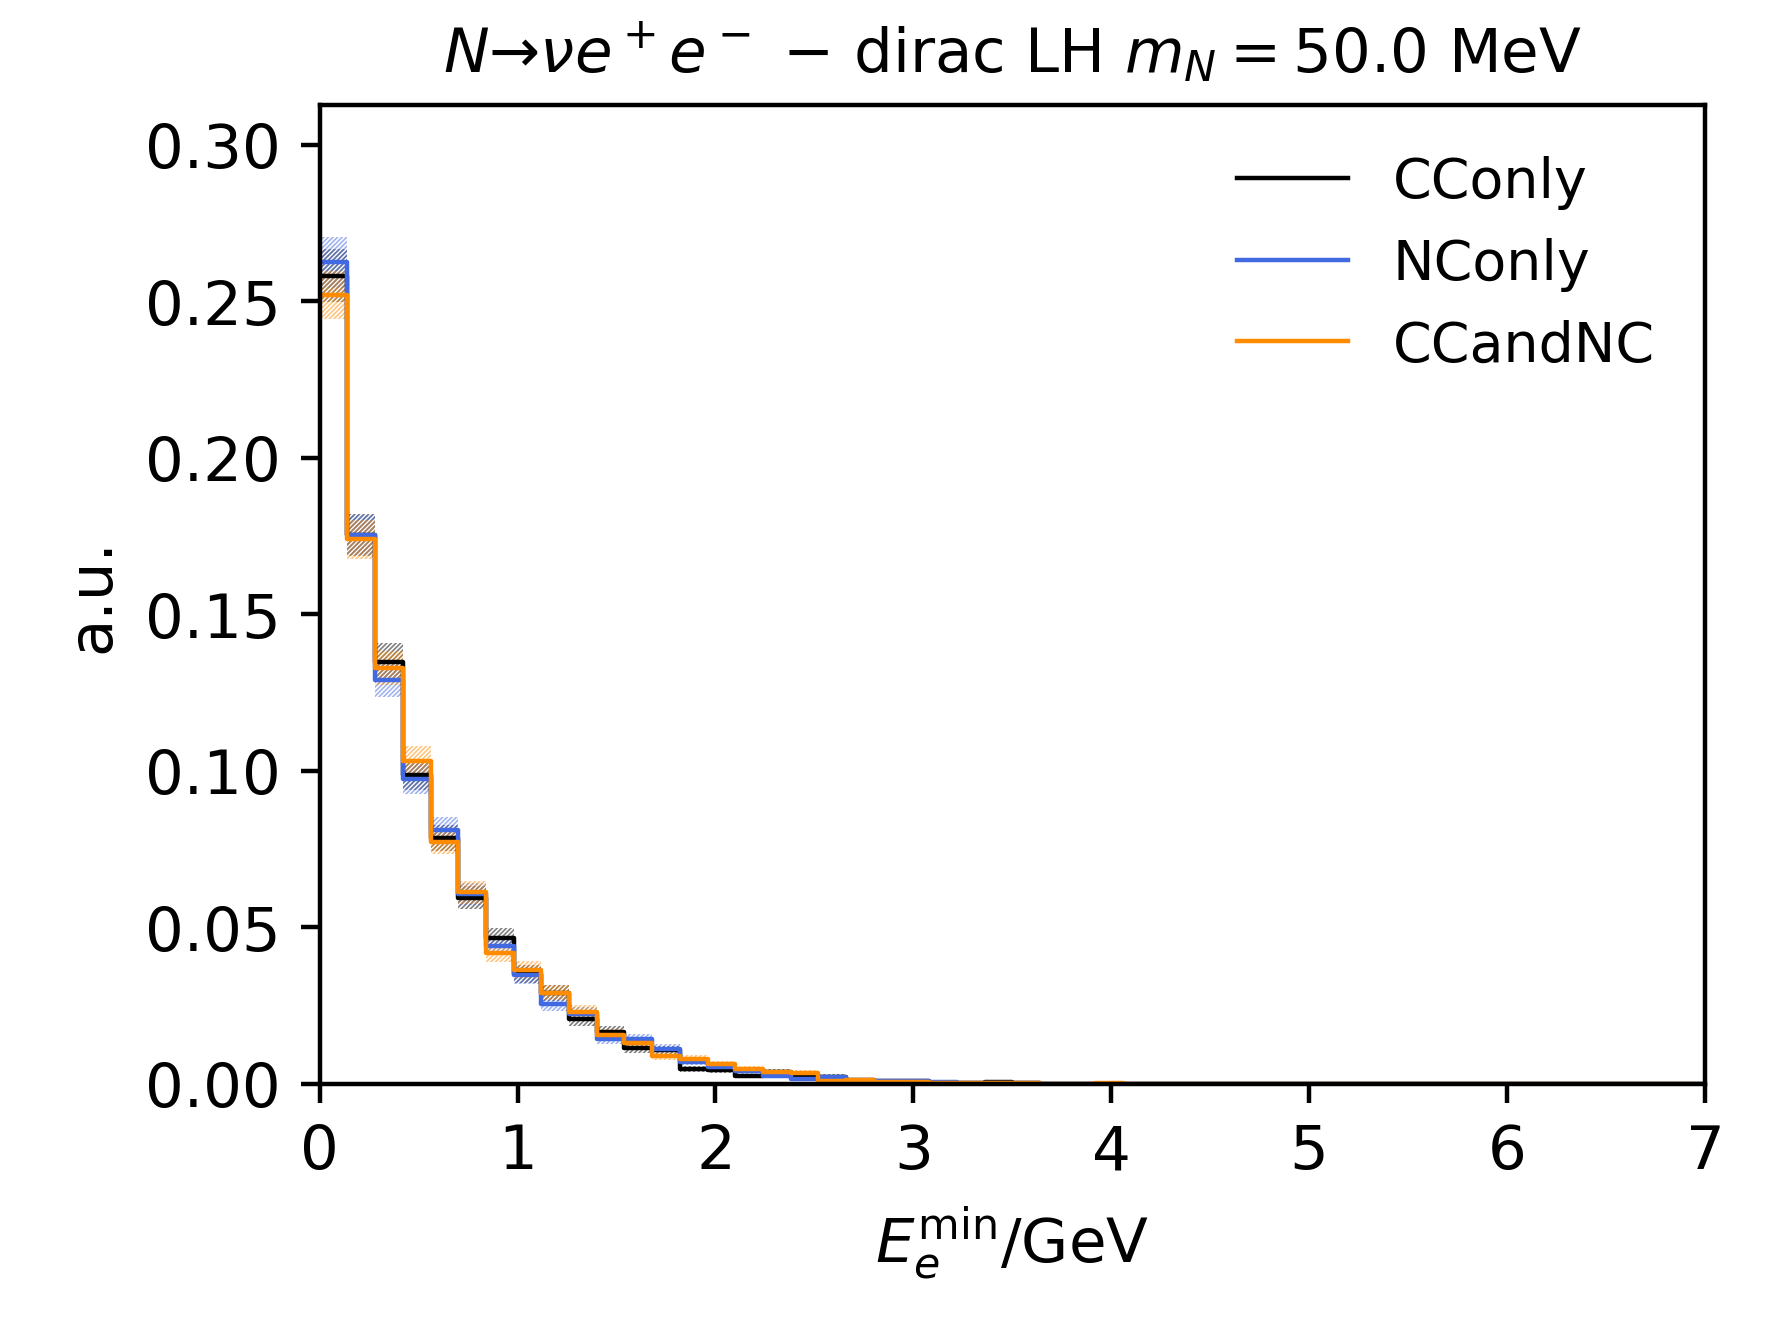 N→νe⁺e⁻ − dirac LH m_N = 50.0 MeV
0.30
0.25
0.20
0.15
0.10
0.05
0.00
a.u.
CConly
NConly
CCandNC
0 1 2 3 4 5 6 7
E_e^min/GeV